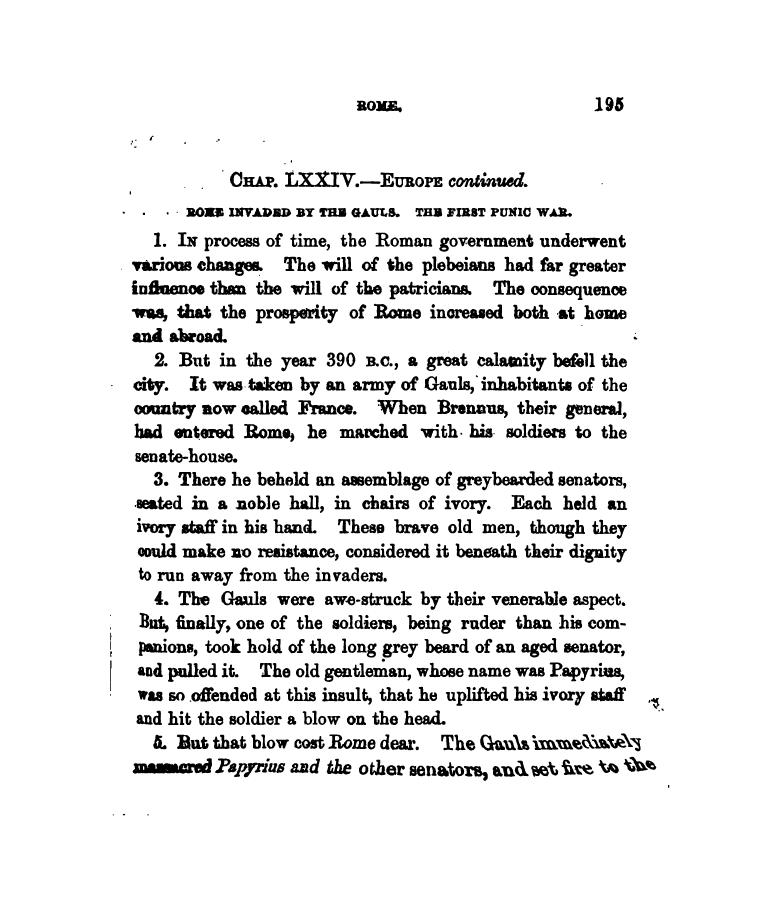 ROME. 195
CHAP. LXXIV.—EUROPE continued.
ROME INVADED BY THE GAULS. THE FIRST PUNIC WAR.
1. IN process of time, the Roman government underwent
various changes. The will of the plebeians had far greater
influence than the will of the patricians. The consequence
was, that the prosperity of Rome increased both at home
and abroad.
2. But in the year 390 B.C., a great calamity befell the
city. It was taken by an army of Gauls, inhabitants of the
country now called France. When Brennus, their general,
had entered Rome, he marched with his soldiers to the
senate-house.
3. There he beheld an assemblage of greybearded senators,
seated in a noble hall, in chairs of ivory. Each held an
ivory staff in his hand. These brave old men, though they
could make no resistance, considered it beneath their dignity
to run away from the invaders.
4. The Gauls were awe-struck by their venerable aspect.
But, finally, one of the soldiers, being ruder than his com-
panions, took hold of the long grey beard of an aged senator,
and pulled it. The old gentleman, whose name was Papyrius,
was so offended at this insult, that he uplifted his ivory staff
and hit the soldier a blow on the head.
5. But that blow cost Rome dear. The Gauls immediately
massacred Papyrius and the other senators, and set fire to the